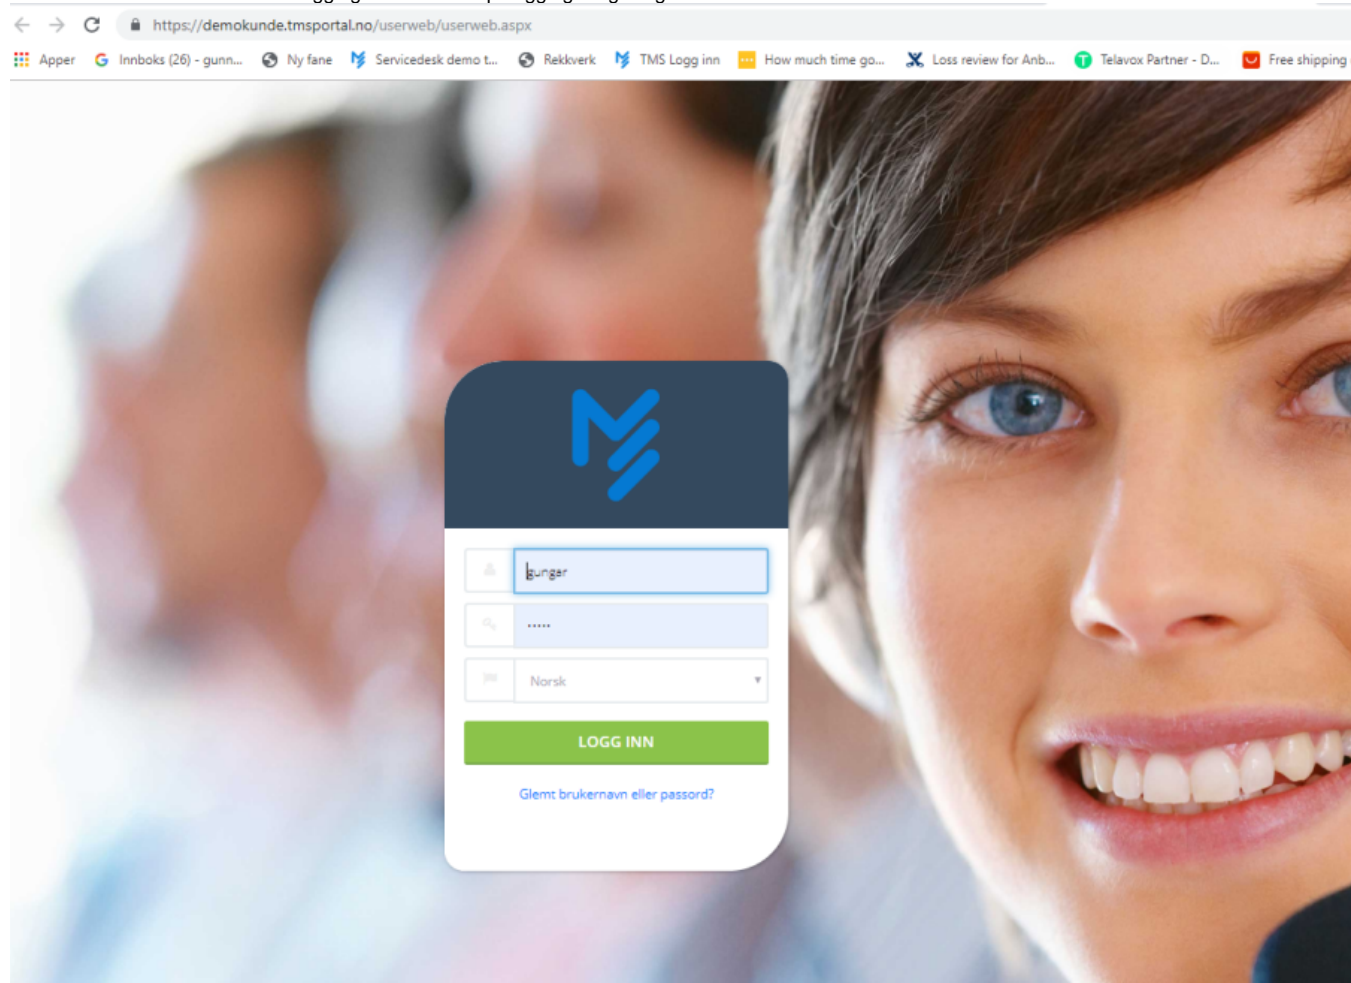 https://demokunde.tmsportal.no/userweb/userweb.aspx
Apper Innboks (26) - gunn... Ny fane Servicedesk demo t... Rekkverk TMS Logg inn How much time go... Loss review for Anb... Telavox Partner - D... Free shipping
gungar
Norsk
LOGG INN
Glemt brukernavn eller passord?